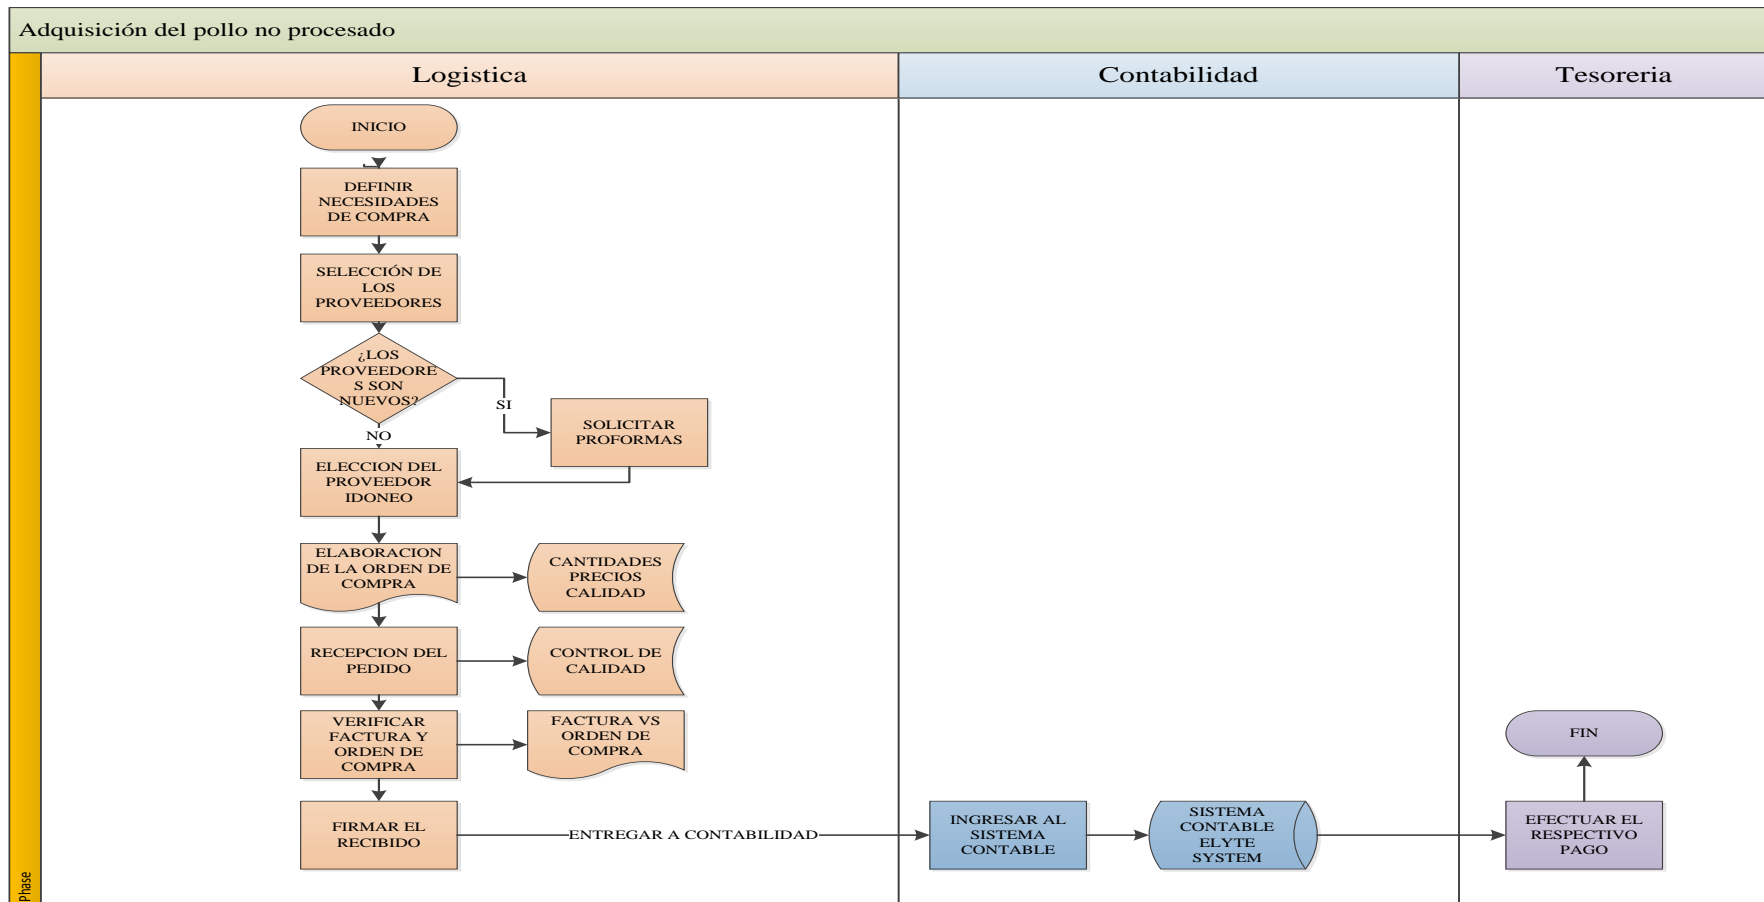 Adquisición del pollo no procesado
Logistica
Contabilidad
Tesoreria
INICIO
DEFINIR
NECESIDADES
DE COMPRA
SELECCIÓN DE
LOS
PROVEEDORES
¿LOS
PROVEEDORE
S SON
NUEVOS?
SI
NO
SOLICITAR
PROFORMAS
ELECCION DEL
PROVEEDOR
IDONEO
ELABORACION
DE LA ORDEN DE
COMPRA
CANTIDADES
PRECIOS
CALIDAD
RECEPCION DEL
PEDIDO
CONTROL DE
CALIDAD
VERIFICAR
FACTURA Y
ORDEN DE
COMPRA
FACTURA VS
ORDEN DE
COMPRA
FIRMAR EL
RECIBIDO
ENTREGAR A CONTABILIDAD
INGRESAR AL
SISTEMA
CONTABLE
SISTEMA
CONTABLE
ELYTE
SYSTEM
EFECTUAR EL
RESPECTIVO
PAGO
FIN
Phase